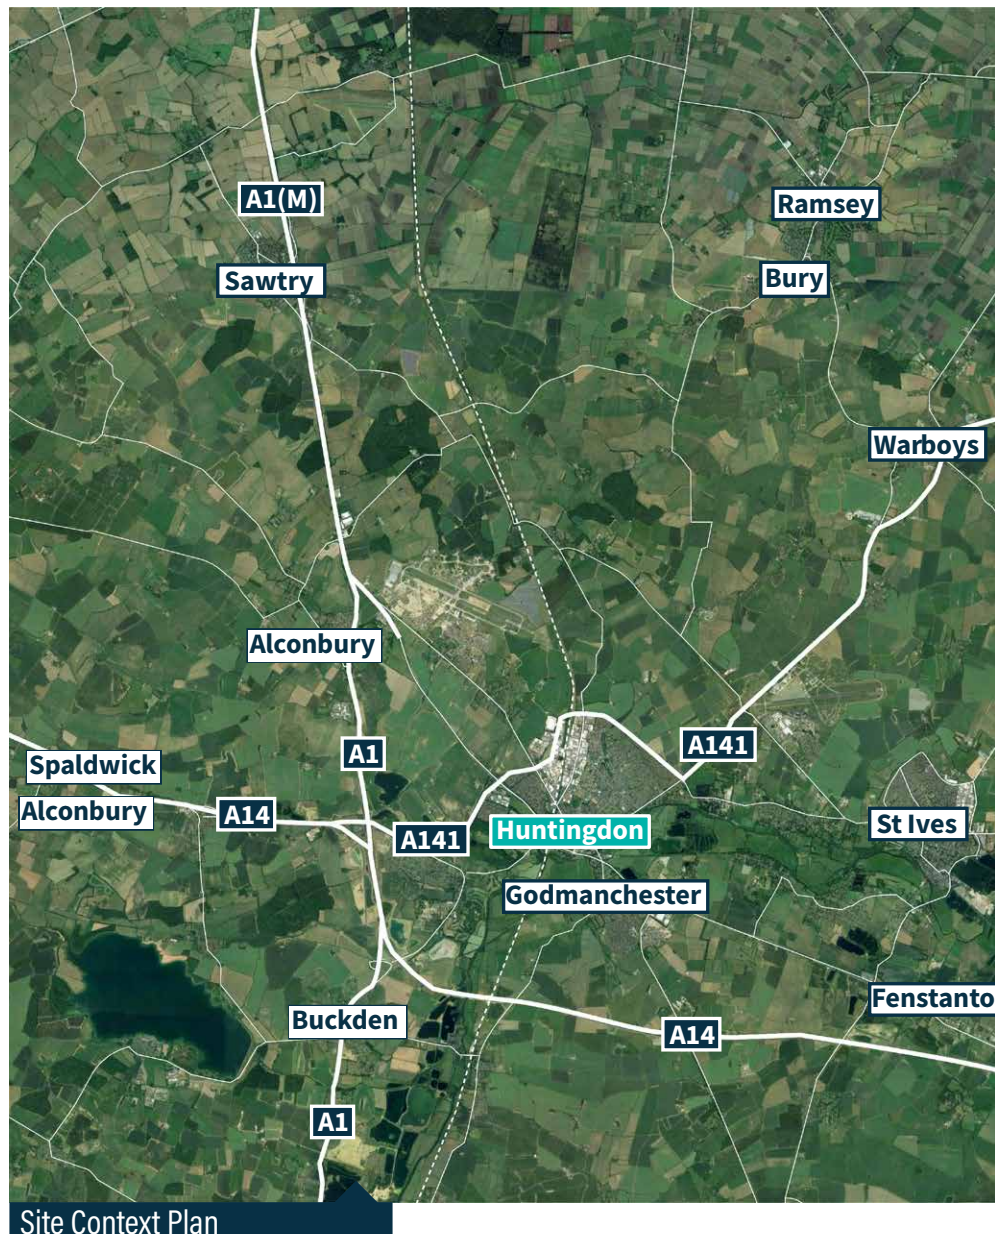 A1(M)
Ramsey
Sawtry
Bury
Warboys
Alconbury
A141
A1
Spaldwick
Alconbury
A14
A141
Huntingdon
St Ives
Godmanchester
Fenstanto
Buckden
A14
A1
Site Context Plan